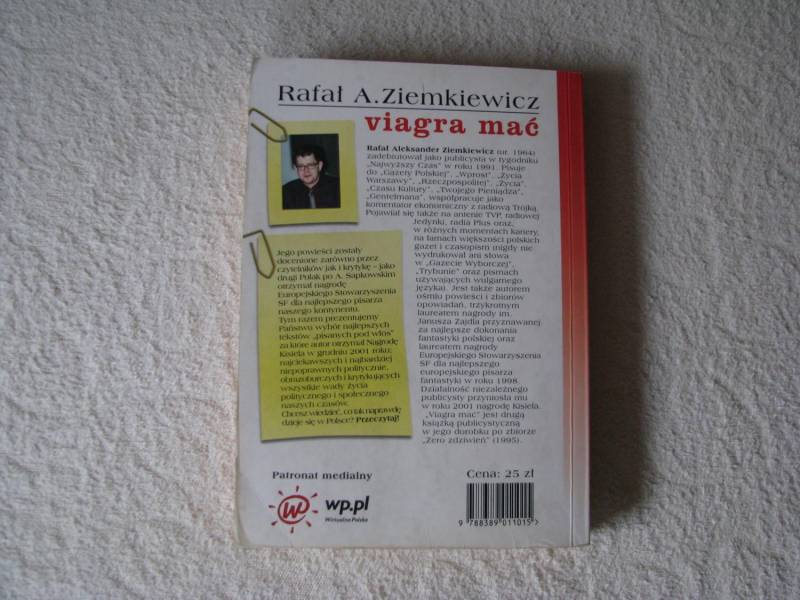 Rafał A.Ziemkiewicz
viagra mać
Rafał Aleksander Ziemkiewicz (ur. 1964)
zadebiutował jako publicysta w tygodniku
„Najwyższy Czas" w roku 1991. Pisuje
do „Gazety Polskiej", „Wprost", „Życia
Warszawy", „Rzeczpospolitej", „Życia",
„Czasu Kultury", „Twojego Pieniądza",
„Gentelmana", współpracuje jako
komentator ekonomiczny z radiową Trójką.
Pojawiał się także na antenie TVP, radiowej
Jedynki, radia Plus oraz,
w różnych momentach kariery,
na łamach większości polskich
gazet i czasopism (nigdy nie
wydrukował ani słowa
w „Gazecie Wyborczej",
„Trybunie" oraz pismach
używających wulgarnego
języka). Jest także autorem
ośmiu powieści i zbiorów
opowiadań, trzykrotnym
laureatem nagrody im.
Janusza Zajdla przyznawanej
za najlepsze dokonania
fantastyki polskiej oraz
laureatem nagrody
Europejskiego Stowarzyszenia
SF dla najlepszego
europejskiego pisarza
fantastyki w roku 1998.
Działalność niezależnego
publicysty przyniosła mu
w roku 2001 nagrodę Kisiela.
„Viagra mać" jest drugą
książką publicystyczną
w jego dorobku po zbiorze
„Zero zdziwień" (1995).
Jego powieści zostały
docenione zarówno przez
czytelników jak i krytykę – jako
drugi Polak po A. Sapkowskim
otrzymał nagrodę
Europejskiego Stowarzyszenia
SF dla najlepszego pisarza
naszego kontynentu.
Tym razem prezentujemy
Państwu wybór najlepszych
tekstów „pisanych pod włos"
za które autor otrzymał Nagrodę
Kisiela w grudniu 2001 roku;
najciekawszych i najbardziej
niepoprawnych politycznie,
obrazoburczych i krytykujących
wszystkie wady życia
politycznego i społecznego
naszych czasów.
Chcesz wiedzieć, co tak naprawdę
dzieje się w Polsce? Przeczytaj!
Patronat medialny
wp.pl
Wirtualna Polska
Cena: 25 zł
9 788389 011015 >